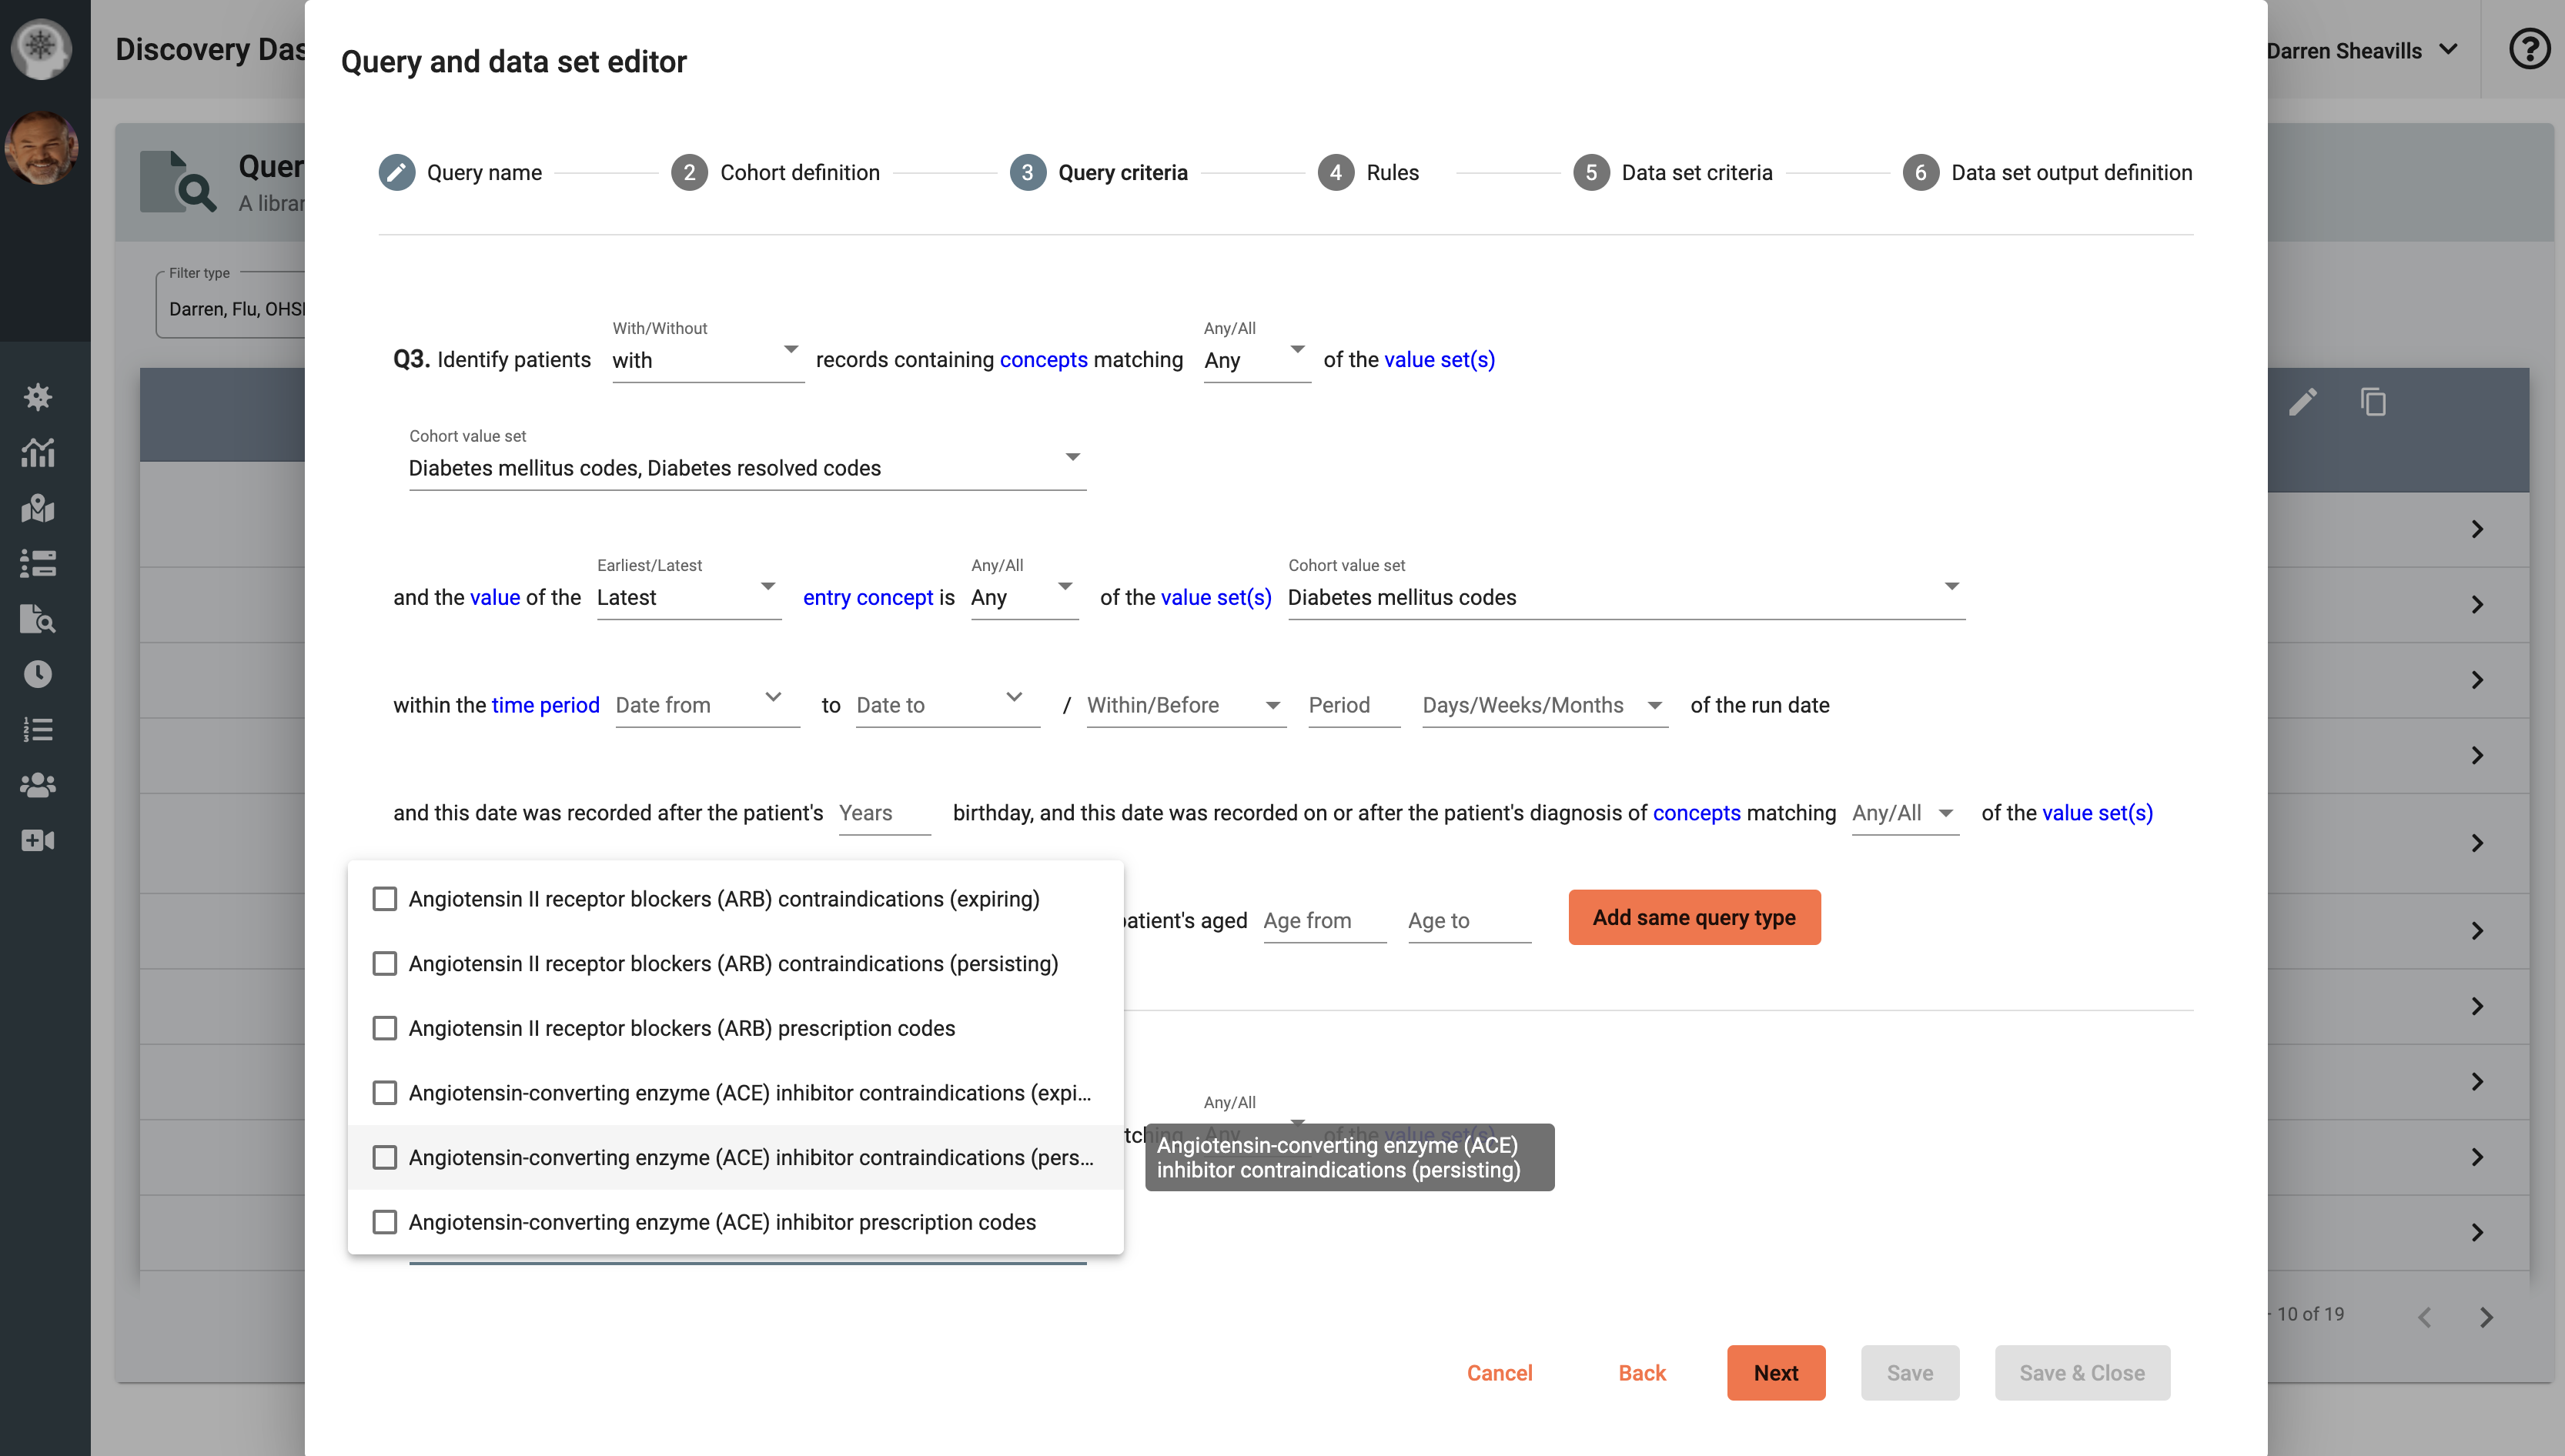 Discovery Das
Darren Sheavills
Quer
A librar
Filter type
Darren, Flu, OHSI
Query and data set editor
Query name
2 Cohort definition
3 Query criteria
4 Rules
5 Data set criteria
6 Data set output definition
With/Without
Any/All
Q3. Identify patients with records containing concepts matching Any of the value set(s)
Cohort value set
Diabetes mellitus codes, Diabetes resolved codes
Earliest/Latest
Any/All
Cohort value set
and the value of the Latest entry concept is Any of the value set(s) Diabetes mellitus codes
within the time period Date from to Date to / Within/Before Period Days/Weeks/Months of the run date
and this date was recorded after the patient's Years birthday, and this date was recorded on or after the patient's diagnosis of concepts matching Any/All of the value set(s)
patient's aged Age from Age to Add same query type
Angiotensin II receptor blockers (ARB) contraindications (expiring)
Angiotensin II receptor blockers (ARB) contraindications (persisting)
Angiotensin II receptor blockers (ARB) prescription codes
Angiotensin-converting enzyme (ACE) inhibitor contraindications (expi...
Angiotensin-converting enzyme (ACE) inhibitor contraindications (pers...
Angiotensin-converting enzyme (ACE) inhibitor prescription codes
Any/All
tching Any of the value set(s)
Angiotensin-converting enzyme (ACE)
inhibitor contraindications (persisting)
10 of 19
Cancel
Back
Next
Save
Save & Close